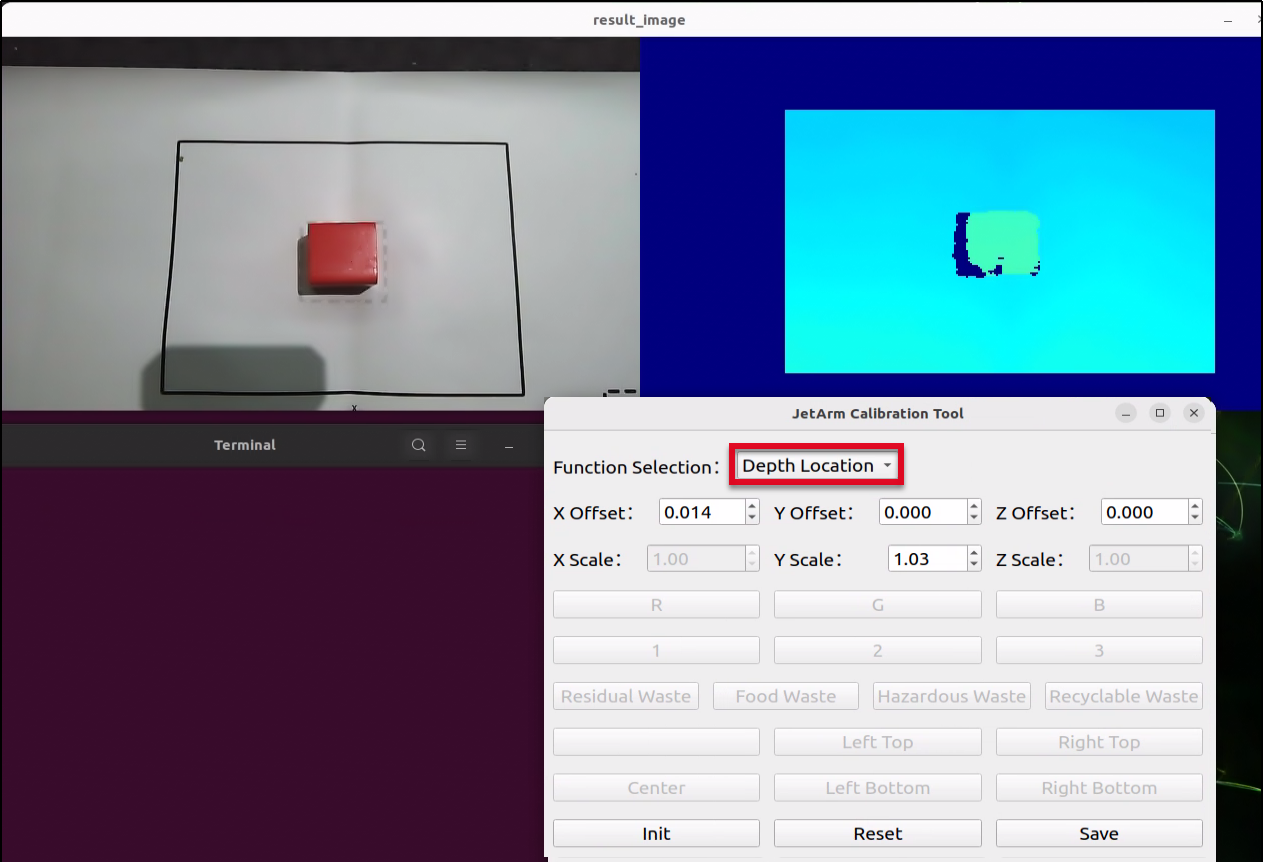 result_image
x
Terminal
JetArm Calibration Tool
Function Selection: Depth Location
X Offset: 0.014 Y Offset: 0.000 Z Offset: 0.000
X Scale: 1.00 Y Scale: 1.03 Z Scale: 1.00
R G B
1 2 3
Residual Waste Food Waste Hazardous Waste Recyclable Waste
Left Top Right Top
Center Left Bottom Right Bottom
Init Reset Save